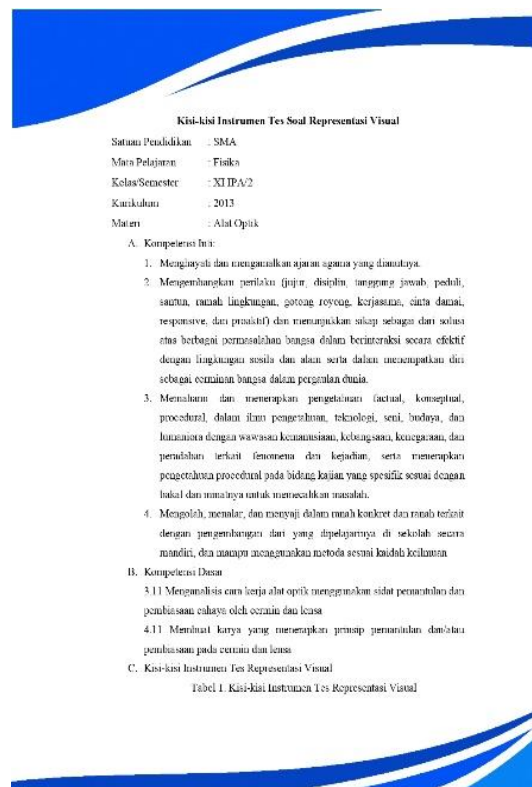 Kisi-kisi Instrumen Tes Soal Representasi Visual
Satuan Pendidikan : SMA
Mata Pelajaran : Fisika
Kelas/Semester : XI IPA/2
Kurikulum : 2013
Materi : Alat Optik
A. Kompetensi Inti:
1. Menghayati dan mengamalkan ajaran agama yang dianutnya.
2. Mengembangkan perilaku (jujur, disiplin, tanggung jawab, peduli,
santun, ramah lingkungan, gotong royong, kerjasama, cinta damai,
responsive, dan proaktif) dan menunjukkan sikap sebagai dari solusi
atas berbagai permasalahan bangsa dalam berinteraksi secara efektif
dengan lingkungan sosila dan alam serta dalam menempatkan diri
sebagai cerminan bangsa dalam pergaulan dunia.
3. Memahami dan menerapkan pengetahuan factual, konseptual,
procedural, dalam ilmu pengetahuan, teknologi, seni, budaya, dan
humaniora dengan wawasan kemanusiaan, kebangsaan, kenegaraan, dan
peradaban terkait fenomena dan kejadian, serta menerapkan
pengetahuan procedural pada bidang kajian yang spesifik sesuai dengan
bakal dan minatnya untuk memecahkan masalah.
4. Mengolah, menalar, dan menyaji dalam ranah konkret dan ranah terkait
dengan pengembangan dari yang dipelajarinya di sekolah secara
mandiri, dan mampu menggunakan metoda sesuai kaidah keilmuan
B. Kompetensi Dasar
3.11 Menganalisis cara kerja alat optik menggunakan sidat pemantulan dan
pembiasaan cahaya oleh cermin dan lensa
4.11 Membuat karya yang menerapkan prinsip pemantulan dan/atau
pembiasaan pada cermin dan lensa
C. Kisi-kisi Instrumen Tes Representasi Visual
Tabel 1. Kisi-kisi Instrumen Tes Representasi Visual